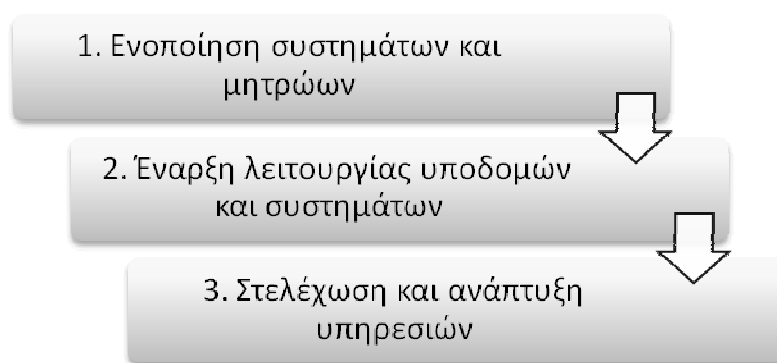 1. Ενοποίηση συστημάτων και
μητρώων
2. Έναρξη λειτουργίας υποδομών
και συστημάτων
3. Στελέχωση και ανάπτυξη
υπηρεσιών